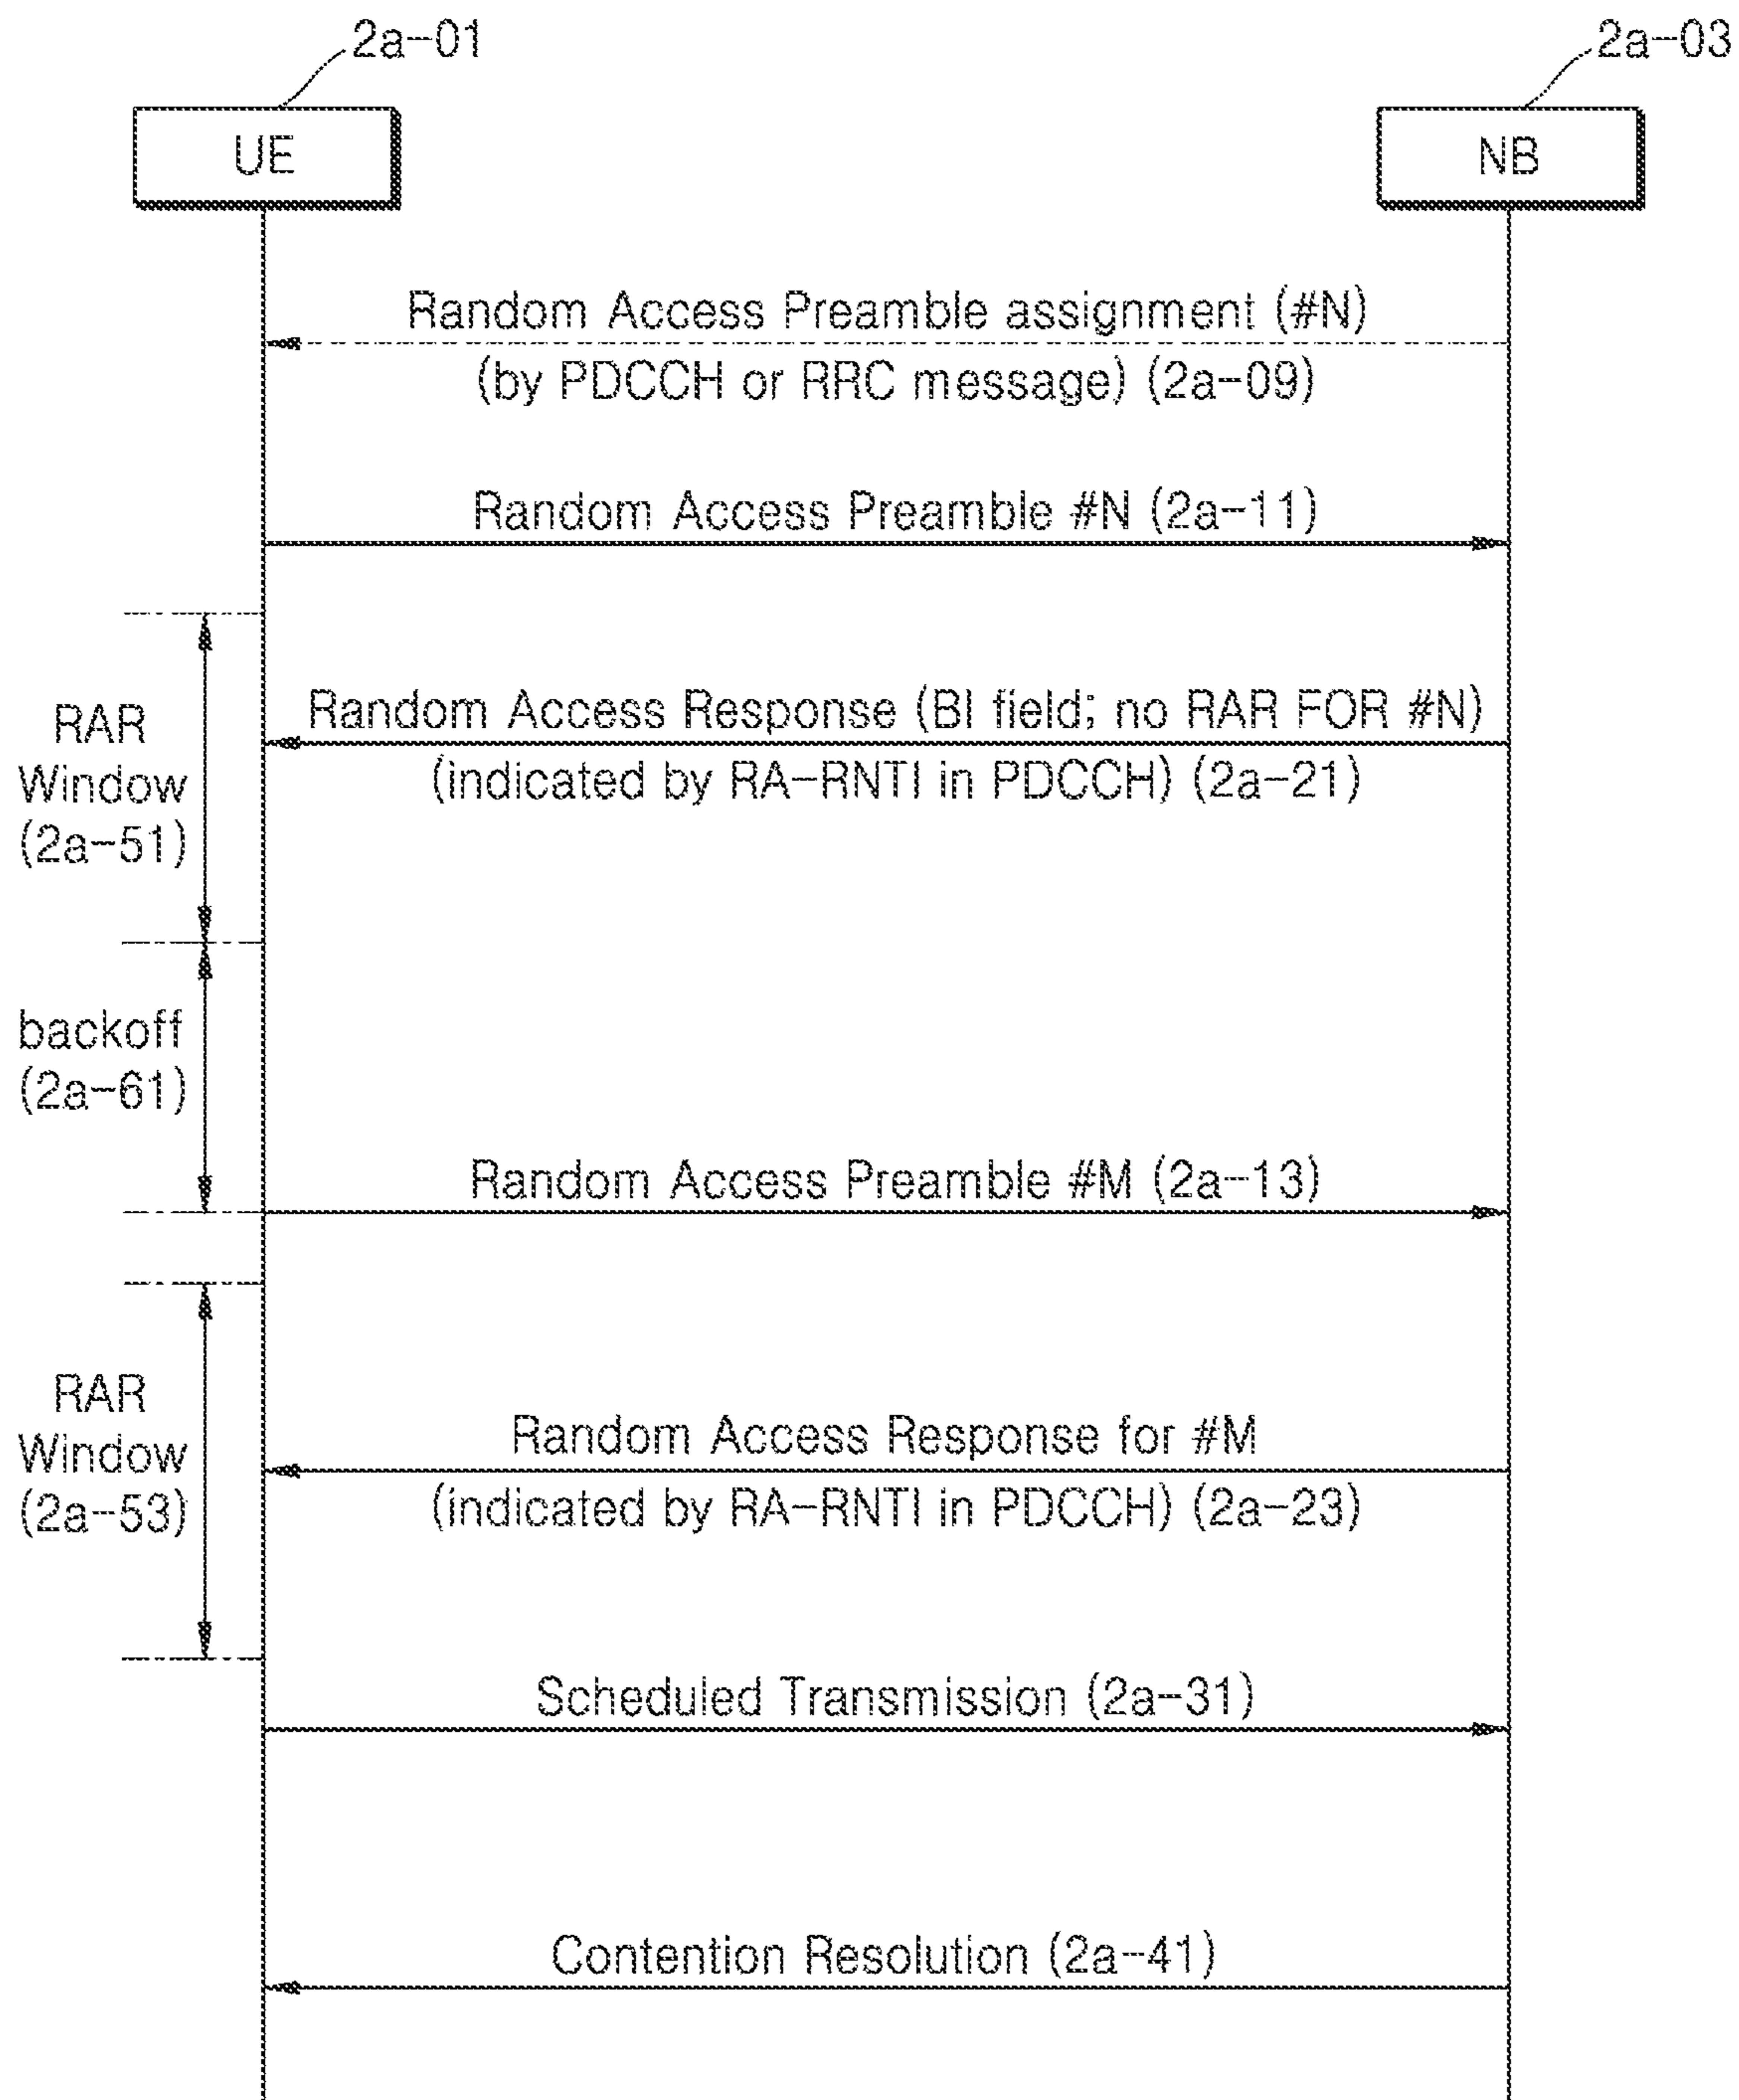 2a-01
2a-03
UE
NB
Random Access Preamble assignment (#N)
(by PDCCH or RRC message) (2a-09)
Random Access Preamble #N (2a-11)
RAR
Window
(2a-51)
Random Access Response (BI field; no RAR FOR #N)
(indicated by RA-RNTI in PDCCH) (2a-21)
backoff
(2a-61)
Random Access Preamble #M (2a-13)
RAR
Window
(2a-53)
Random Access Response for #M
(indicated by RA-RNTI in PDCCH) (2a-23)
Scheduled Transmission (2a-31)
Contention Resolution (2a-41)